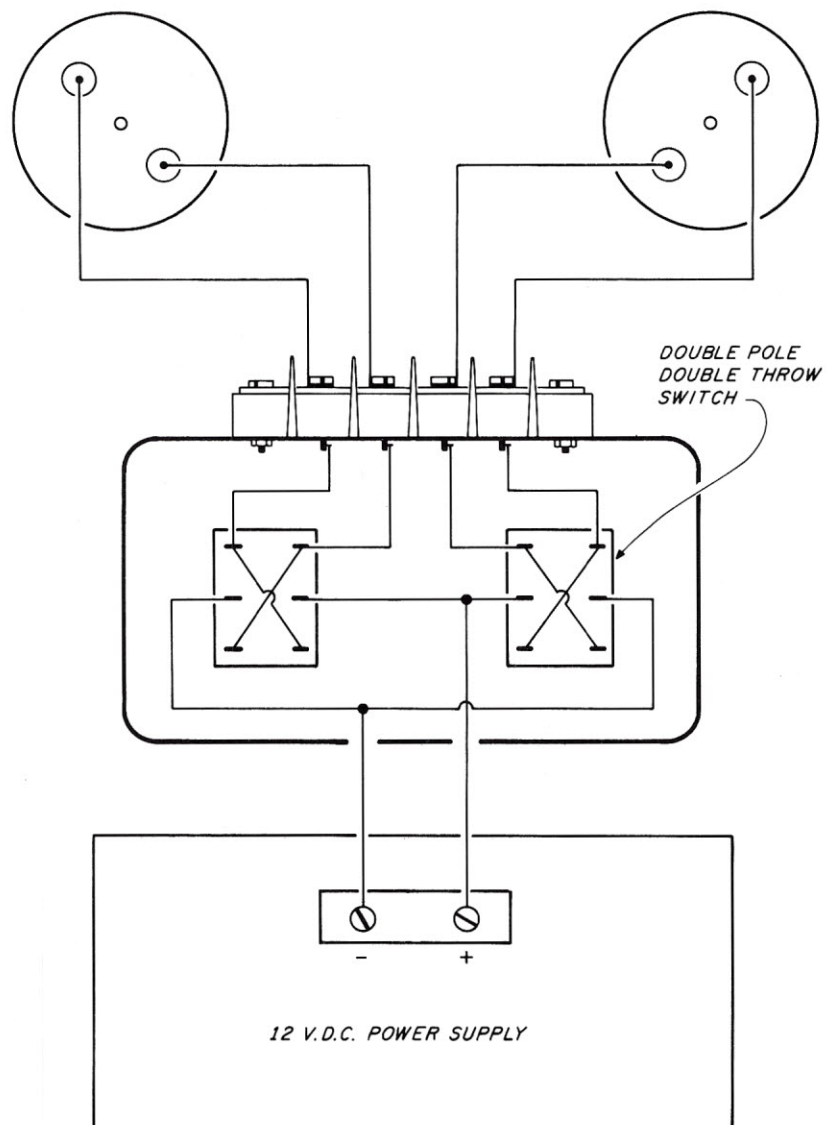 DOUBLE POLE
DOUBLE THROW
SWITCH
- +
12 V.D.C. POWER SUPPLY